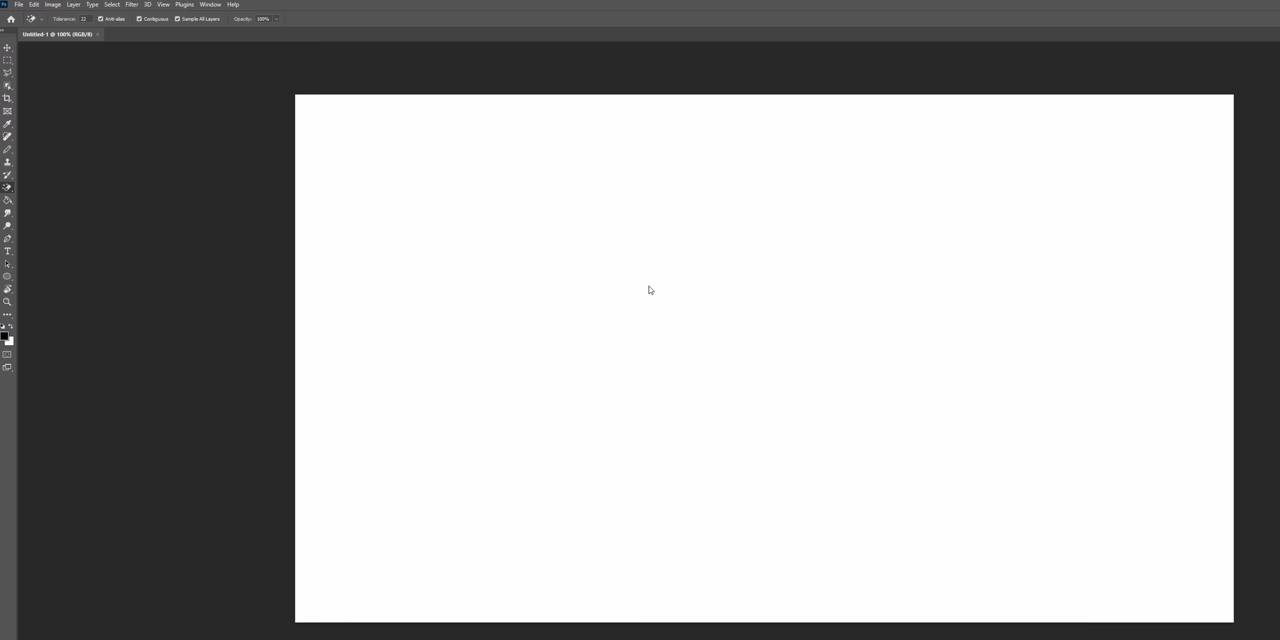 Ps File Edit Image Layer Type Select Filter 3D View Plugins Window Help
Tolerance: 22 Anti-alias Contiguous Sample All Layers Opacity: 100%
Untitled-1 @ 100% (RGB/8) ×
T